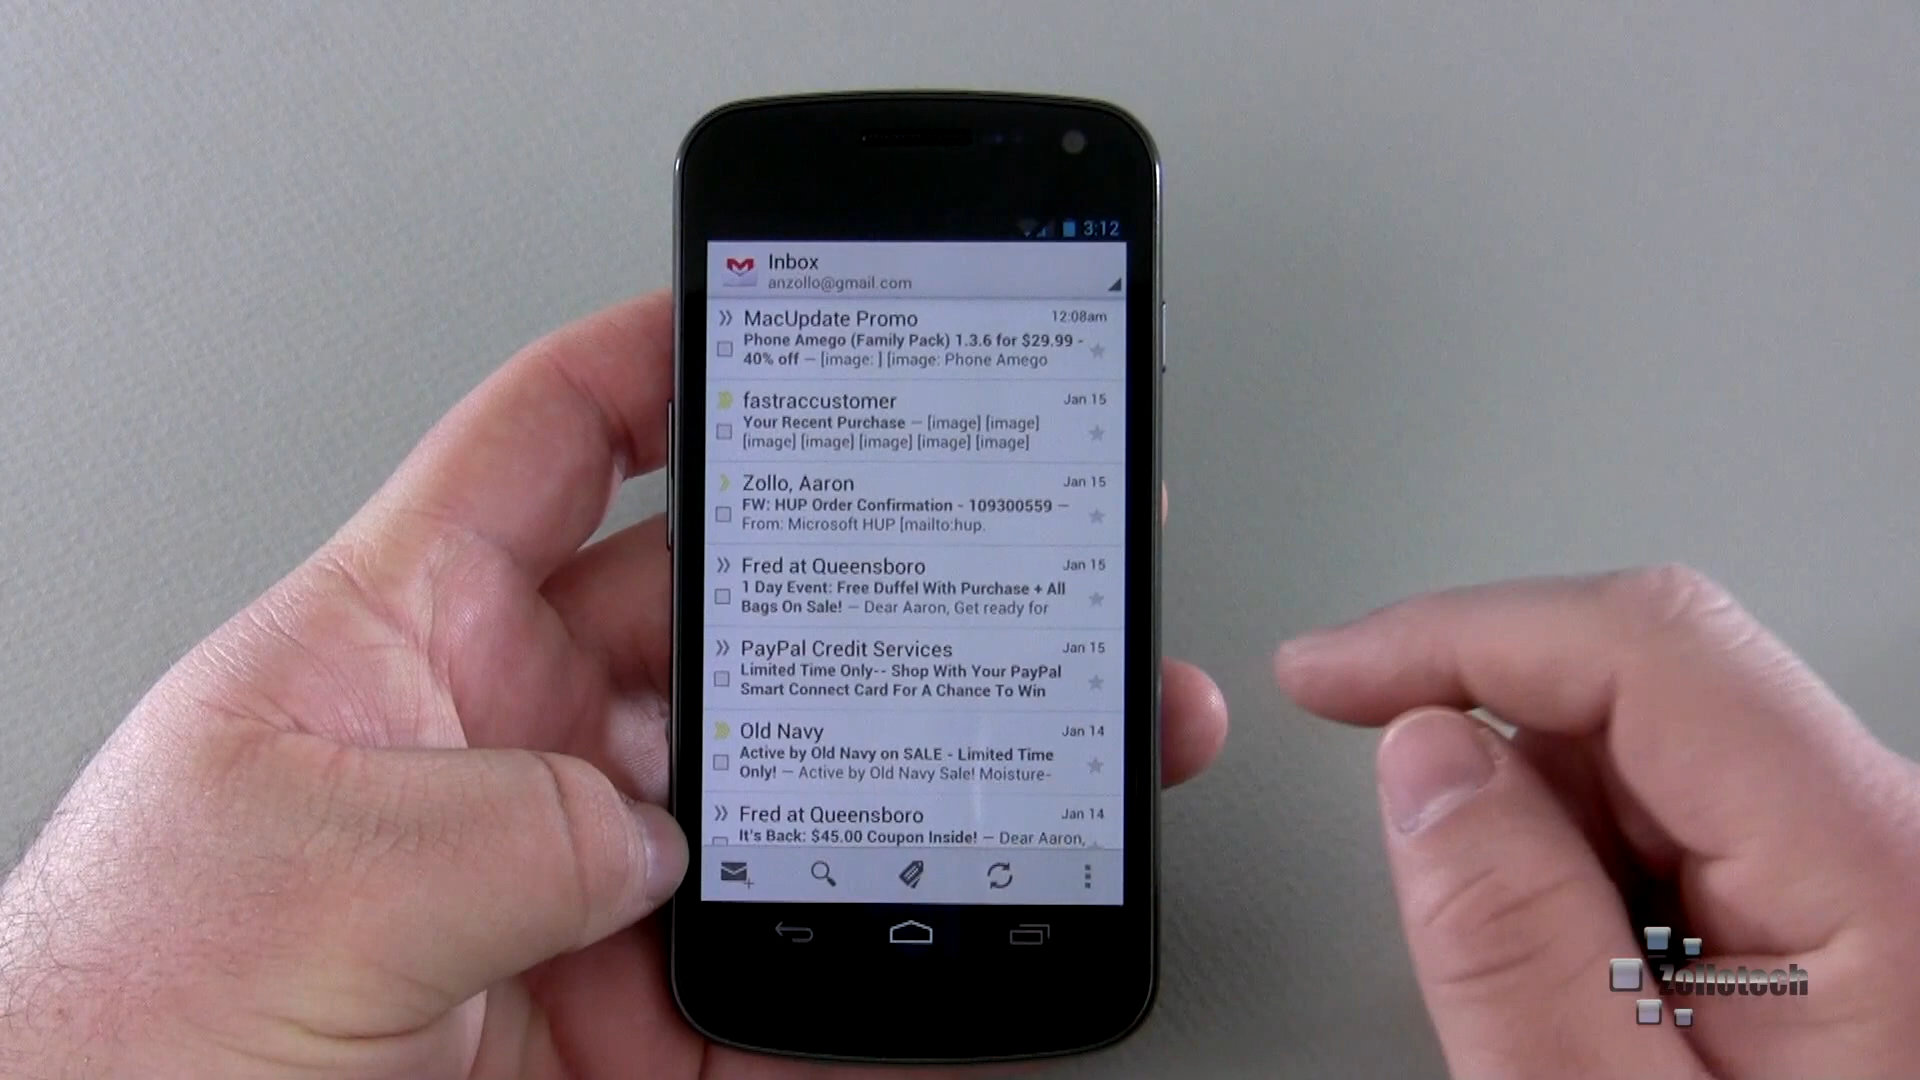 3:12
Inbox
anzollo@gmail.com
MacUpdate Promo 12:08am
Phone Amego (Family Pack) 1.3.6 for $29.99 -
40% off — [image: ] [image: Phone Amego
fastraccustomer Jan 15
Your Recent Purchase — [image] [image]
[image] [image] [image] [image] [image]
Zollo, Aaron Jan 15
FW: HUP Order Confirmation - 109300559 —
From: Microsoft HUP [mailto:hup.
Fred at Queensboro Jan 15
1 Day Event: Free Duffel With Purchase + All
Bags On Sale! — Dear Aaron, Get ready for
PayPal Credit Services Jan 15
Limited Time Only-- Shop With Your PayPal
Smart Connect Card For A Chance To Win
Old Navy Jan 14
Active by Old Navy on SALE - Limited Time
Only! — Active by Old Navy Sale! Moisture-
Fred at Queensboro Jan 14
It's Back: $45.00 Coupon Inside! — Dear Aaron,
Zollotech